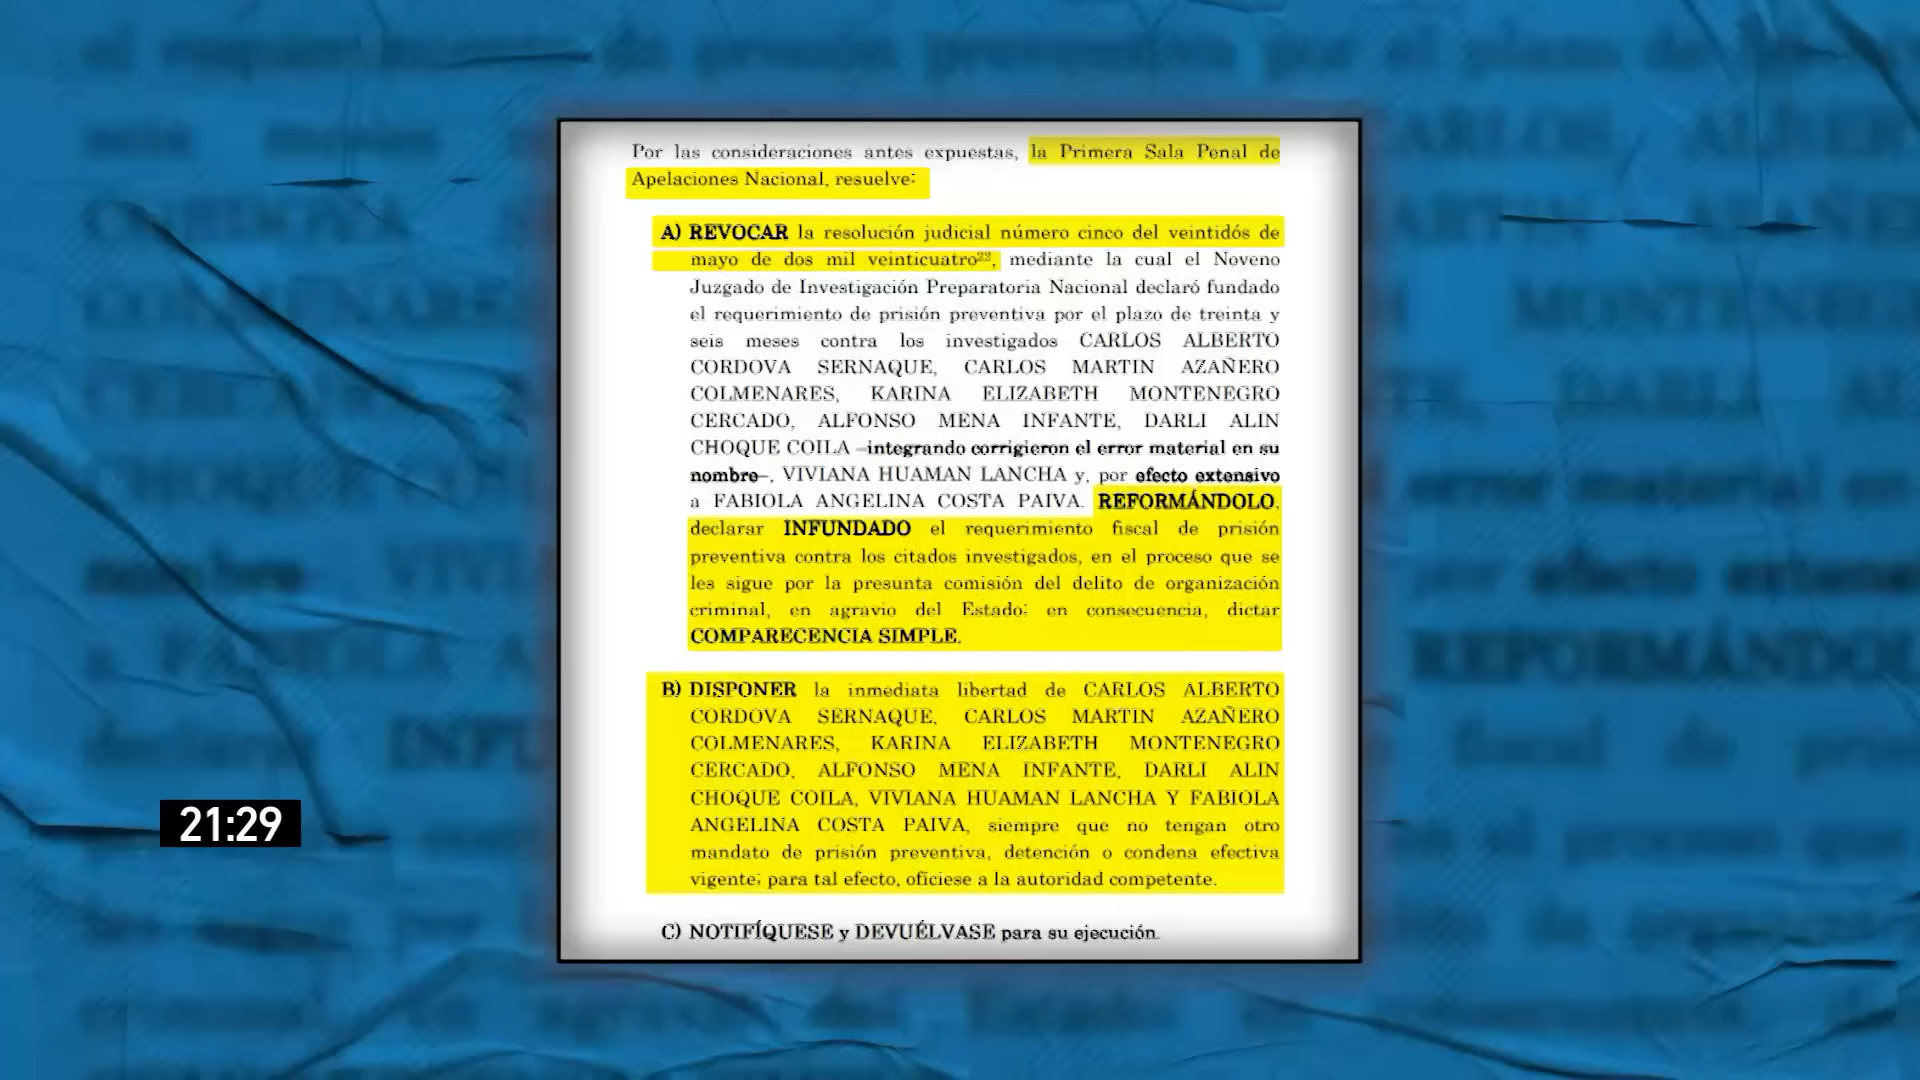 Por las consideraciones antes expuestas, la Primera Sala Penal de
Apelaciones Nacional, resuelve:
A) REVOCAR la resolución judicial número cinco del veintidós de
mayo de dos mil veinticuatro²², mediante la cual el Noveno
Juzgado de Investigación Preparatoria Nacional declaró fundado
el requerimiento de prisión preventiva por el plazo de treinta y
seis meses contra los investigados CARLOS ALBERTO
CORDOVA SERNAQUE, CARLOS MARTIN AZAÑERO
COLMENARES, KARINA ELIZABETH MONTENEGRO
CERCADO, ALFONSO MENA INFANTE, DARLI ALIN
CHOQUE COILA –integrando corrigieron el error material en su
nombre–, VIVIANA HUAMAN LANCHA y, por efecto extensivo
a FABIOLA ANGELINA COSTA PAIVA. REFORMÁNDOLO,
declarar INFUNDADO el requerimiento fiscal de prisión
preventiva contra los citados investigados, en el proceso que se
les sigue por la presunta comisión del delito de organización
criminal, en agravio del Estado; en consecuencia, dictar
COMPARECENCIA SIMPLE.
B) DISPONER la inmediata libertad de CARLOS ALBERTO
CORDOVA SERNAQUE, CARLOS MARTIN AZAÑERO
COLMENARES, KARINA ELIZABETH MONTENEGRO
CERCADO, ALFONSO MENA INFANTE, DARLI ALIN
CHOQUE COILA, VIVIANA HUAMAN LANCHA Y FABIOLA
ANGELINA COSTA PAIVA, siempre que no tengan otro
mandato de prisión preventiva, detención o condena efectiva
vigente; para tal efecto, ofíciese a la autoridad competente.
C) NOTIFÍQUESE y DEVUÉLVASE para su ejecución.
21:29